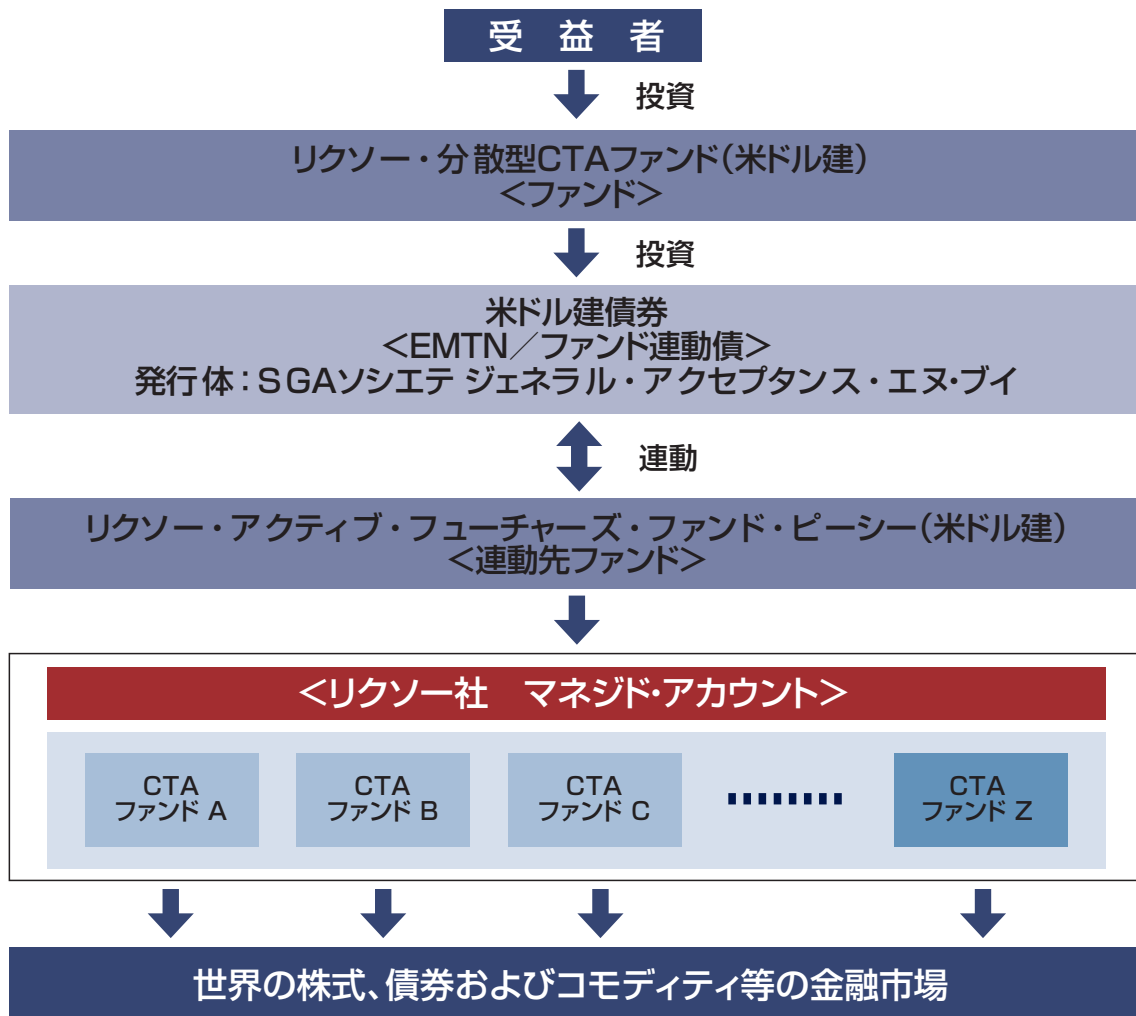 受 益 者
投資
リクソー・分散型CTAファンド(米ドル建)
<ファンド>
投資
米ドル建債券
<EMTN/ファンド連動債>
発行体:SGAソシエテ ジェネラル・アクセプタンス・エヌ・ブイ
連動
リクソー・アクティブ・フューチャーズ・ファンド・ピーシー(米ドル建)
<連動先ファンド>
<リクソー社 マネジド・アカウント>
CTA
ファンド A
CTA
ファンド B
CTA
ファンド C
CTA
ファンド Z
世界の株式、債券およびコモディティ等の金融市場